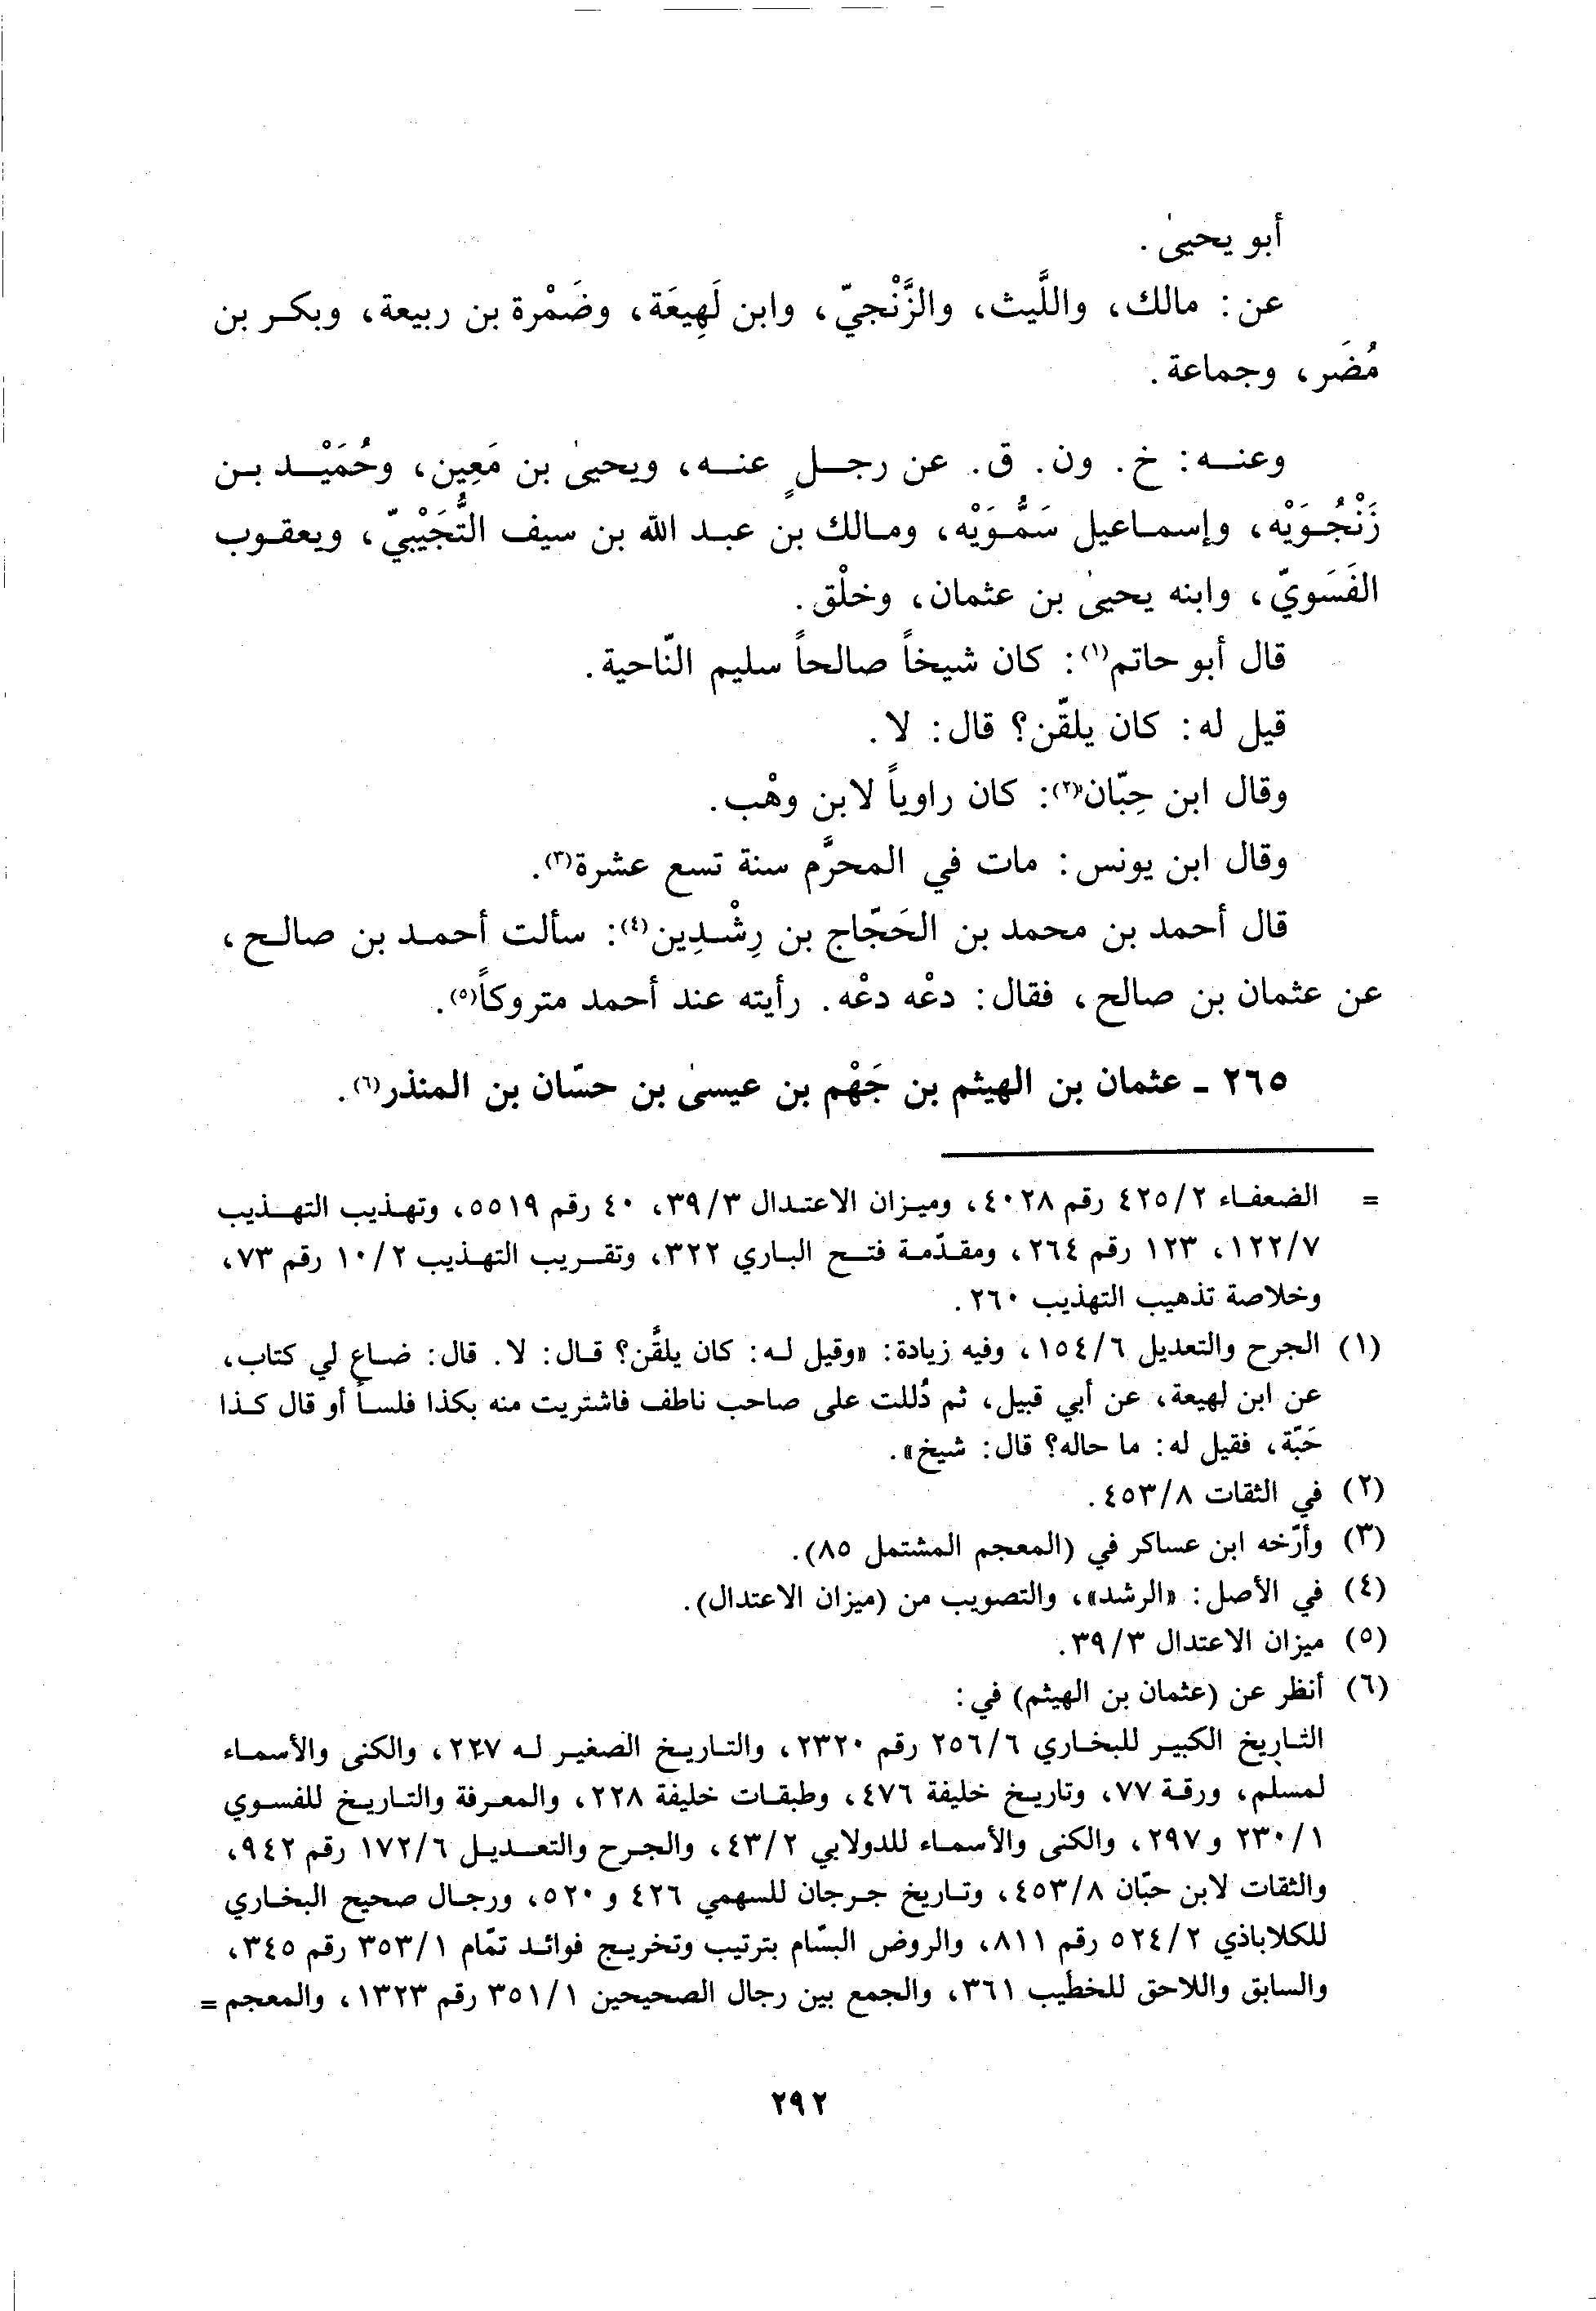 أبو يحيىٰ.
عن: مالك، واللَّيث، والزَّنْجيّ، وابن لَهِيعَة، وضَمْرة بن ربيعة، وبكر بن
مُضَر، وجماعة.
وعنه: خ. ون. ق. عن رجلٍ عنه، ويحيىٰ بن مَعِين، وحُمَيْد بن
زَنْجُوَيْه، وإسماعيل سَمُّوَيْه، ومالك بن عبد الله بن سيف التُّجَيْبيّ، ويعقوب
الفَسَويّ، وابنه يحيىٰ بن عثمان، وخلْق.
قال أبو حاتم(١): كان شيخاً صالحاً سليم النّاحية.
قيل له: كان يلقّن؟ قال: لا.
وقال ابن حِبّان(٢): كان راوياً لابن وهْب.
وقال ابن يونس: مات في المحرَّم سنة تسع عشرة(٣).
قال أحمد بن محمد بن الحَجّاج بن رِشْدِين(٤): سألت أحمد بن صالح،
عن عثمان بن صالح، فقال: دعْه دعْه. رأيته عند أحمد متروكاً(٥).
٢٦٥ - عثمان بن الهيثم بن جَهْم بن عيسىٰ بن حسّان بن المنذر(٦).
= الضعفاء ٤٢٥/٢ رقم ٤٠٢٨، وميزان الاعتدال ٣٩/٣، ٤٠ رقم ٥٥١٩، وتهذيب التهذيب
١٢٢/٧، ١٢٣ رقم ٢٦٤، ومقدّمة فتح الباري ٣٢٢، وتقريب التهذيب ١٠/٢ رقم ٧٣،
وخلاصة تذهيب التهذيب ٢٦٠.
(١) الجرح والتعديل ١٥٤/٦، وفيه زيادة: «وقيل له: كان يلقَّن؟ قال: لا. قال: ضاع لي كتاب،
عن ابن لهيعة، عن أبي قبيل، ثم دُللت على صاحب ناطف فاشتريت منه بكذا فلساً أو قال كذا
حَبّة، فقيل له: ما حاله؟ قال: شيخ».
(٢) في الثقات ٤٥٣/٨.
(٣) وأرّخه ابن عساكر في (المعجم المشتمل ٨٥).
(٤) في الأصل: «الرشد»، والتصويب من (ميزان الاعتدال).
(٥) ميزان الاعتدال ٣٩/٣.
(٦) أنظر عن (عثمان بن الهيثم) في:
التاريخ الكبير للبخاري ٢٥٦/٦ رقم ٢٣٢٠، والتاريخ الصغير له ٢٢٧، والكنى والأسماء
لمسلم، ورقة ٧٧، وتاريخ خليفة ٤٧٦، وطبقات خليفة ٢٢٨، والمعرفة والتاريخ للفسوي
٢٣٠/١ و ٢٩٧، والكنى والأسماء للدولابي ٤٣/٢، والجرح والتعديل ١٧٢/٦ رقم ٩٤٢،
والثقات لابن حبّان ٤٥٣/٨، وتاريخ جرجان للسهمي ٤٢٦ و ٥٢٠، ورجال صحيح البخاري
للكلاباذي ٥٢٤/٢ رقم ٨١١، والروض البسّام بترتيب وتخريج فوائد تمّام ٣٥٣/١ رقم ٣٤٥،
والسابق واللاحق للخطيب ٣٦١، والجمع بين رجال الصحيحين ٣٥١/١ رقم ١٣٢٣، والمعجم =
٢٩٢